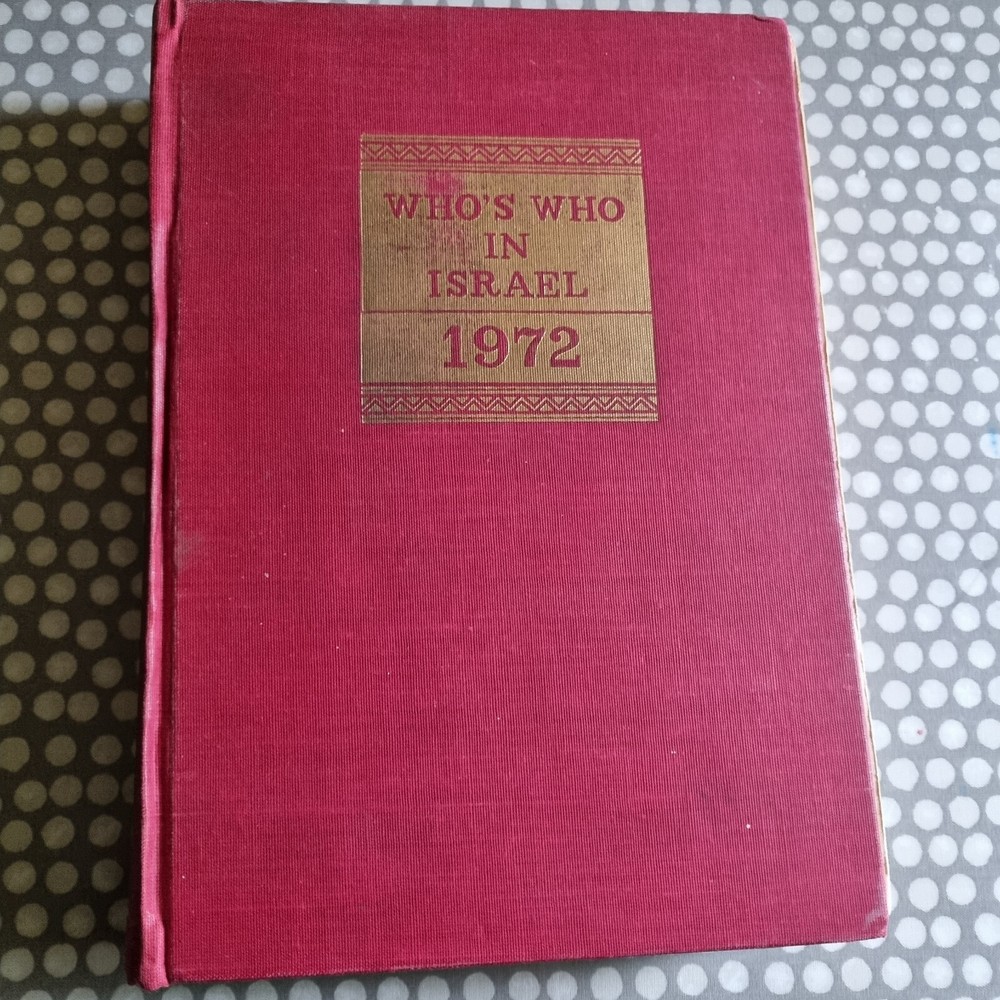 WHO'S WHO
IN
ISRAEL
1972